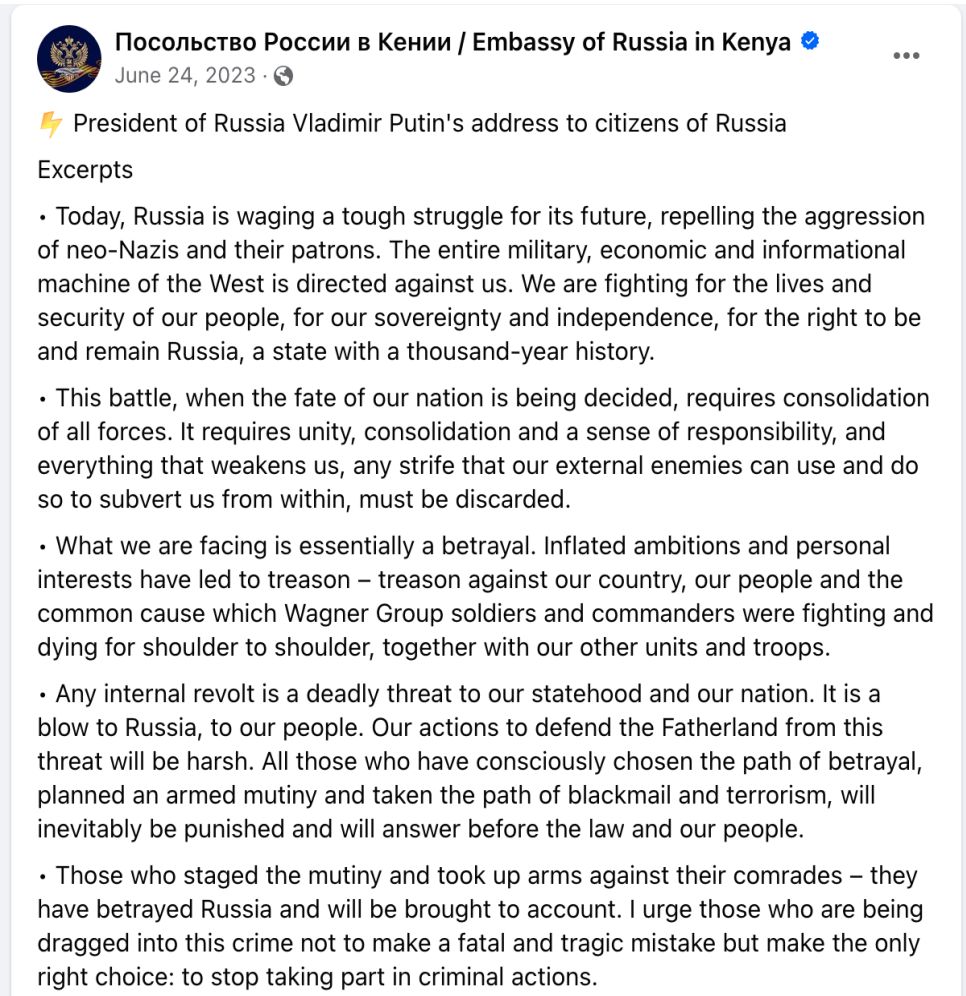 Посольство России в Кении / Embassy of Russia in Kenya
June 24, 2023 ·
⚡ President of Russia Vladimir Putin's address to citizens of Russia
Excerpts
• Today, Russia is waging a tough struggle for its future, repelling the aggression
of neo-Nazis and their patrons. The entire military, economic and informational
machine of the West is directed against us. We are fighting for the lives and
security of our people, for our sovereignty and independence, for the right to be
and remain Russia, a state with a thousand-year history.
• This battle, when the fate of our nation is being decided, requires consolidation
of all forces. It requires unity, consolidation and a sense of responsibility, and
everything that weakens us, any strife that our external enemies can use and do
so to subvert us from within, must be discarded.
• What we are facing is essentially a betrayal. Inflated ambitions and personal
interests have led to treason – treason against our country, our people and the
common cause which Wagner Group soldiers and commanders were fighting and
dying for shoulder to shoulder, together with our other units and troops.
• Any internal revolt is a deadly threat to our statehood and our nation. It is a
blow to Russia, to our people. Our actions to defend the Fatherland from this
threat will be harsh. All those who have consciously chosen the path of betrayal,
planned an armed mutiny and taken the path of blackmail and terrorism, will
inevitably be punished and will answer before the law and our people.
• Those who staged the mutiny and took up arms against their comrades – they
have betrayed Russia and will be brought to account. I urge those who are being
dragged into this crime not to make a fatal and tragic mistake but make the only
right choice: to stop taking part in criminal actions.